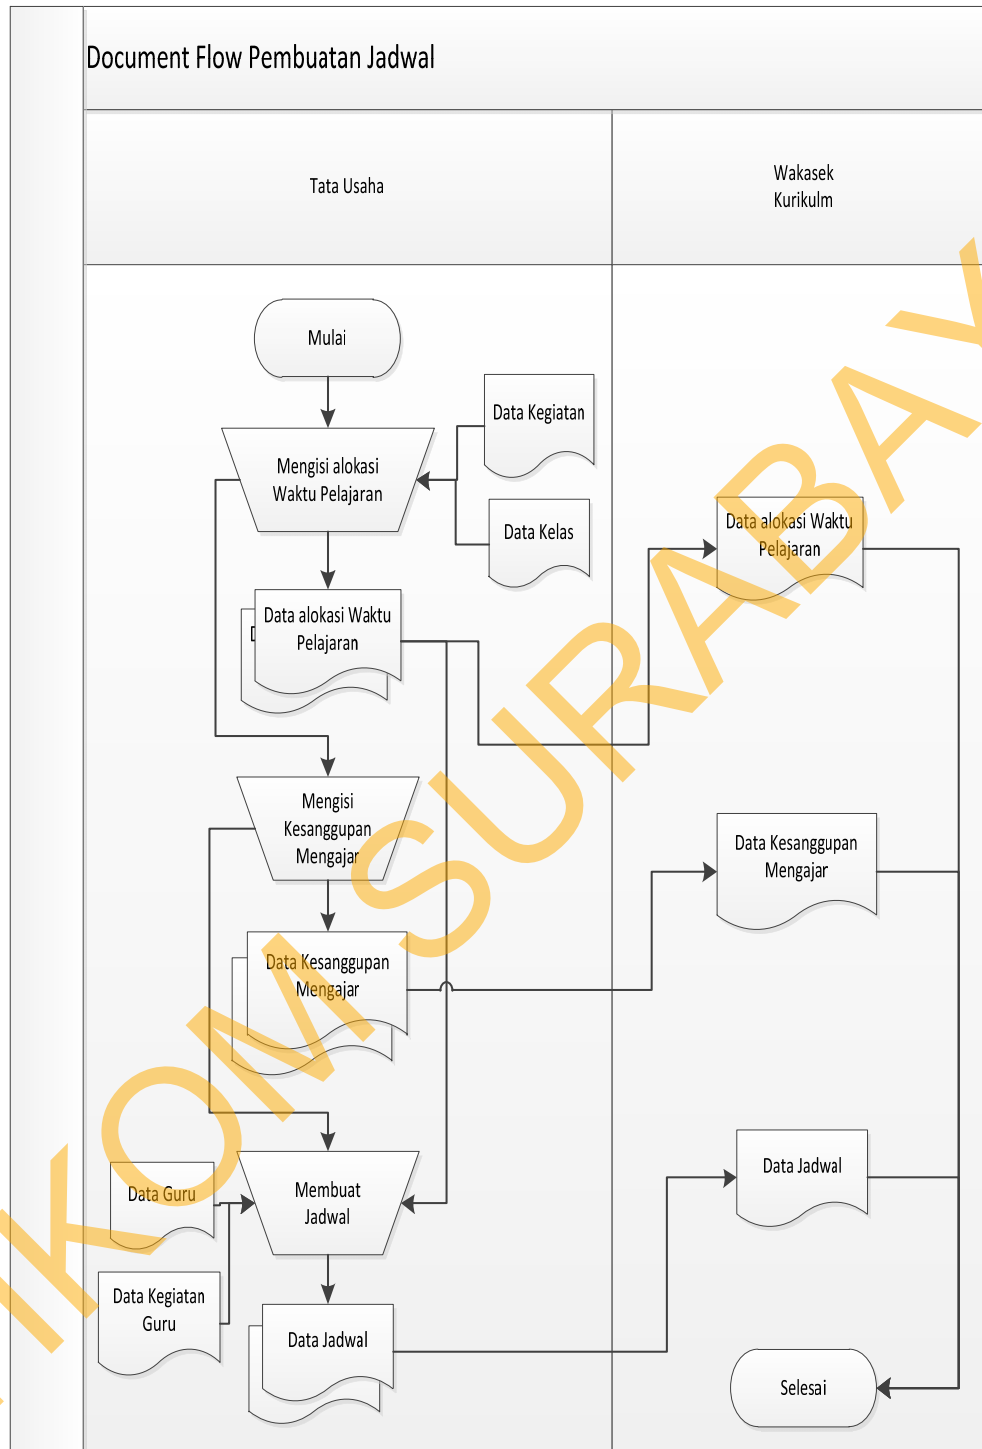 Document Flow Pembuatan Jadwal
Tata Usaha
Wakasek
Kurikulm
Mulai
Data Kegiatan
Mengisi alokasi
Waktu Pelajaran
Data Kelas
Data alokasi Waktu
Pelajaran
Data alokasi Waktu
Pelajaran
Mengisi
Kesanggupan
Mengajar
Data Kesanggupan
Mengajar
Data Kesanggupan
Mengajar
Data Guru
Membuat
Jadwal
Data Jadwal
Data Kegiatan
Guru
Data Jadwal
Selesai
IKOM SURABAY